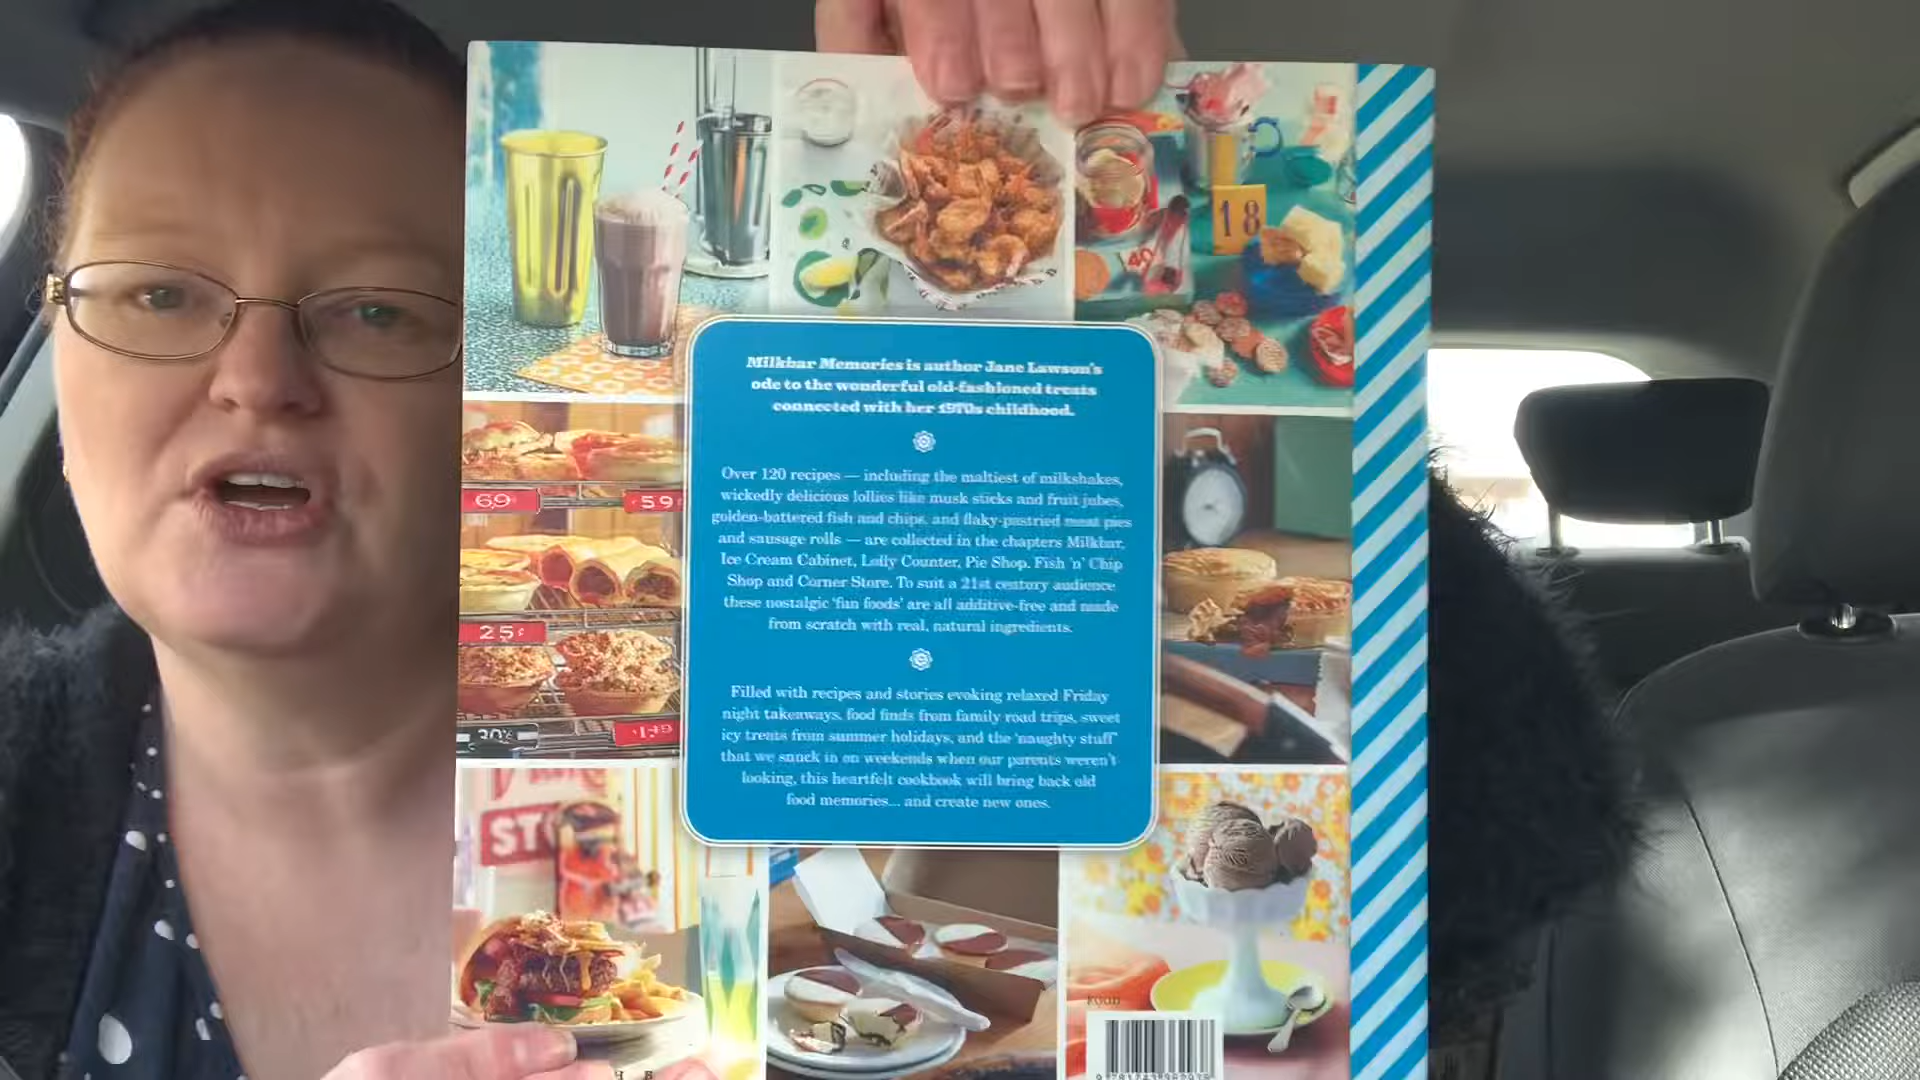 18
40
Milkbar Memories is author Jane Lawson's
ode to the wonderful old-fashioned treats
connected with her 1970s childhood.
Over 120 recipes — including the maltiest of milkshakes,
wickedly delicious lollies like musk sticks and fruit jubes,
golden-battered fish and chips, and flaky-pastried meat pies
and sausage rolls — are collected in the chapters Milkbar,
Ice Cream Cabinet, Lolly Counter, Pie Shop, Fish 'n' Chip
Shop and Corner Store. To suit a 21st century audience
these nostalgic 'fun foods' are all additive-free and made
from scratch with real, natural ingredients.
Filled with recipes and stories evoking relaxed Friday
night takeaways, food finds from family road trips, sweet
icy treats from summer holidays, and the 'naughty stuff'
that we snuck in on weekends when our parents weren't
looking, this heartfelt cookbook will bring back old
food memories... and create new ones.
69
59¢
25¢
30%
$1.49
STO
FOOD